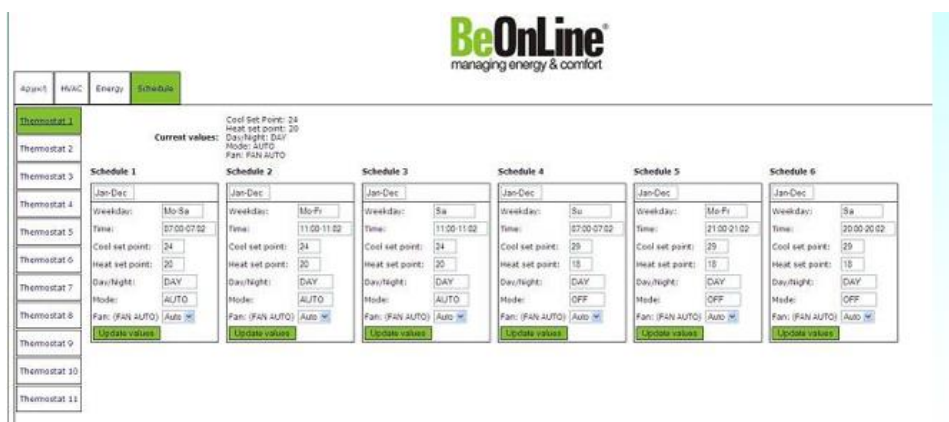 BeOnLine®
managing energy & comfort
HVAC Energy Schedule
Thermostat 1
Thermostat 2
Thermostat 3
Thermostat 4
Thermostat 5
Thermostat 6
Thermostat 7
Thermostat 8
Thermostat 9
Thermostat 10
Thermostat 11
Current values:
Cool Set Point: 24
Heat set point: 20
Day/Night: DAY
Mode: AUTO
Fan: FAN AUTO
Schedule 1
Jan-Dec
Weekday: Mo-Sa
Time: 07:00-07:02
Cool set point: 24
Heat set point: 20
Day/Night: DAY
Mode: AUTO
Fan: (FAN AUTO) Auto
Update values
Schedule 2
Jan-Dec
Weekday: Mo-Fr
Time: 11:00-11:02
Cool set point: 24
Heat set point: 20
Day/Night: DAY
Mode: AUTO
Fan: (FAN AUTO) Auto
Update values
Schedule 3
Jan-Dec
Weekday: Sa
Time: 11:00-11:02
Cool set point: 24
Heat set point: 20
Day/Night: DAY
Mode: AUTO
Fan: (FAN AUTO) Auto
Update values
Schedule 4
Jan-Dec
Weekday: Su
Time: 07:00-07:02
Cool set point: 29
Heat set point: 18
Day/Night: DAY
Mode: OFF
Fan: (FAN AUTO) Auto
Update values
Schedule 5
Jan-Dec
Weekday: Mo-Fr
Time: 21:00-21:02
Cool set point: 29
Heat set point: 18
Day/Night: DAY
Mode: OFF
Fan: (FAN AUTO) Auto
Update values
Schedule 6
Jan-Dec
Weekday: Sa
Time: 20:00-20:02
Cool set point: 29
Heat set point: 18
Day/Night: DAY
Mode: OFF
Fan: (FAN AUTO) Auto
Update values